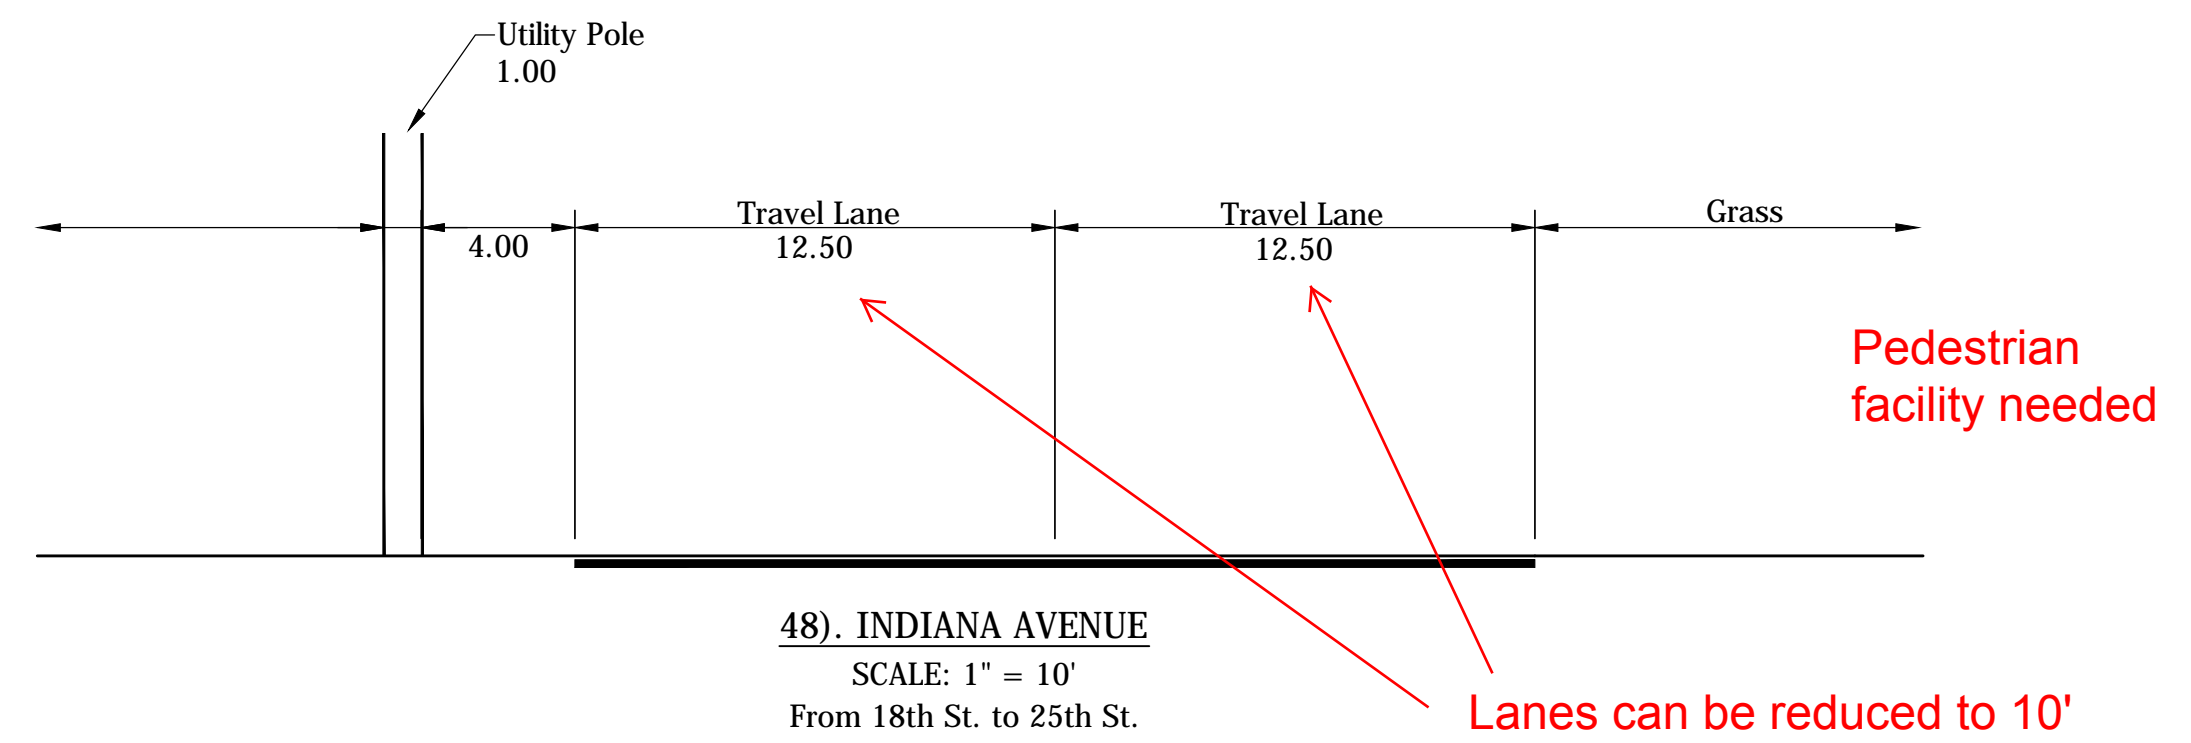 Utility Pole
1.00
Travel Lane
12.50
Travel Lane
12.50
Grass
4.00
Pedestrian
facility needed
48). INDIANA AVENUE
SCALE: 1" = 10'
From 18th St. to 25th St.
Lanes can be reduced to 10'